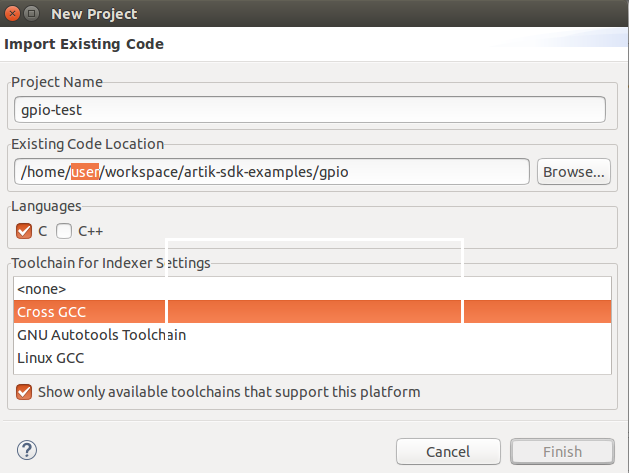 New Project
Import Existing Code
Project Name
gpio-test
Existing Code Location
/home/user/workspace/artik-sdk-examples/gpio
Browse...
Languages
C C++
Toolchain for Indexer Settings
<none>
Cross GCC
GNU Autotools Toolchain
Linux GCC
Show only available toolchains that support this platform
? Cancel Finish